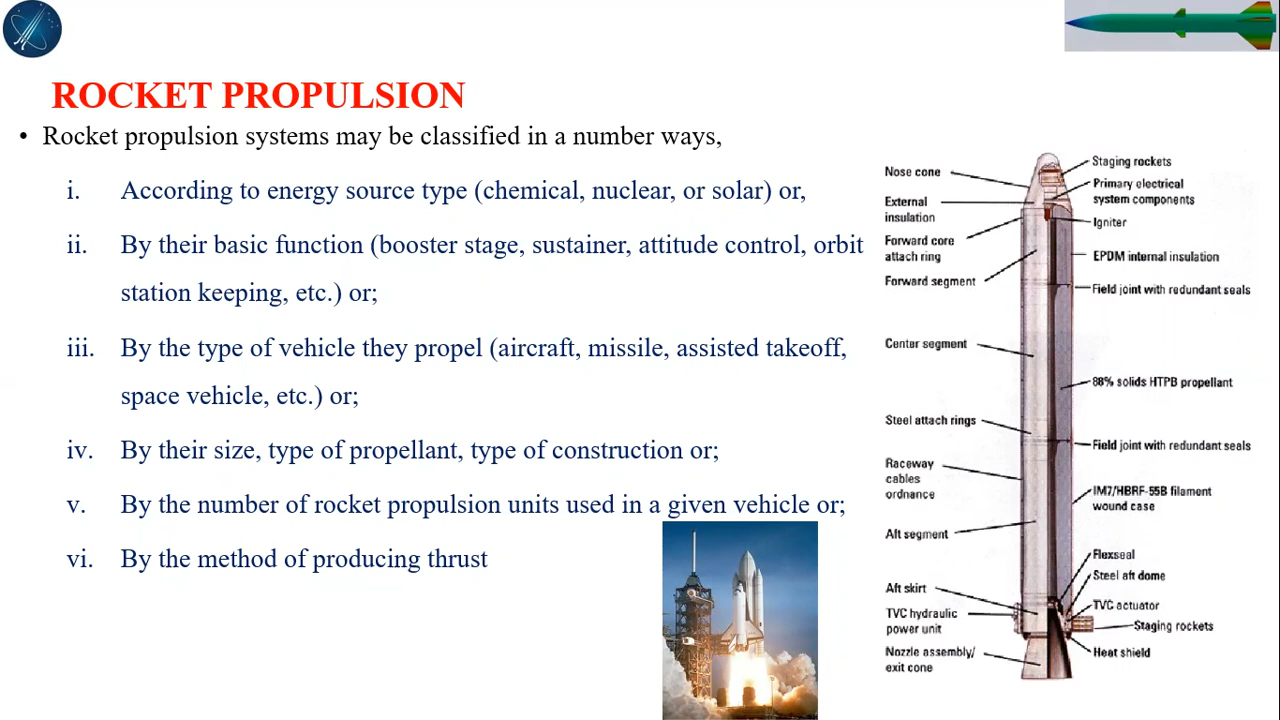 ROCKET PROPULSION
• Rocket propulsion systems may be classified in a number ways,
i. According to energy source type (chemical, nuclear, or solar) or,
ii. By their basic function (booster stage, sustainer, attitude control, orbit
station keeping, etc.) or;
iii. By the type of vehicle they propel (aircraft, missile, assisted takeoff,
space vehicle, etc.) or;
iv. By their size, type of propellant, type of construction or;
v. By the number of rocket propulsion units used in a given vehicle or;
vi. By the method of producing thrust
Nose cone
External
insulation
Forward core
attach ring
Forward segment
Center segment
Steel attach rings
Raceway
cables
ordnance
Aft segment
Aft skirt
TVC hydraulic
power unit
Nozzle assembly/
exit cone
Staging rockets
Primary electrical
system components
Igniter
EPDM internal insulation
Field joint with redundant seals
88% solids HTPB propellant
Field joint with redundant seals
IM7/HBRF-55B filament
wound case
Flexseal
Steel aft dome
TVC actuator
Staging rockets
Heat shield